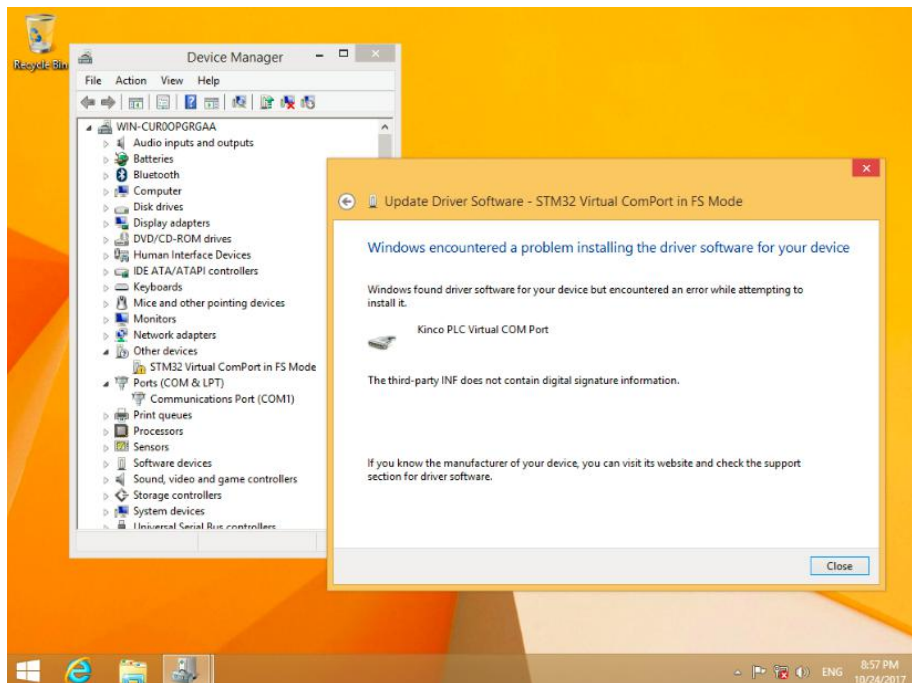 Recycle Bin
Device Manager
File Action View Help
WIN-CUR0OPGRGAA
Audio inputs and outputs
Batteries
Bluetooth
Computer
Disk drives
Display adapters
DVD/CD-ROM drives
Human Interface Devices
IDE ATA/ATAPI controllers
Keyboards
Mice and other pointing devices
Monitors
Network adapters
Other devices
STM32 Virtual ComPort in FS Mode
Ports (COM & LPT)
Communications Port (COM1)
Print queues
Processors
Sensors
Software devices
Sound, video and game controllers
Storage controllers
System devices
Universal Serial Bus controllers
Update Driver Software - STM32 Virtual ComPort in FS Mode
Windows encountered a problem installing the driver software for your device
Windows found driver software for your device but encountered an error while attempting to
install it.
Kinco PLC Virtual COM Port
The third-party INF does not contain digital signature information.
If you know the manufacturer of your device, you can visit its website and check the support
section for driver software.
Close
ENG
8:57 PM
10/24/2017